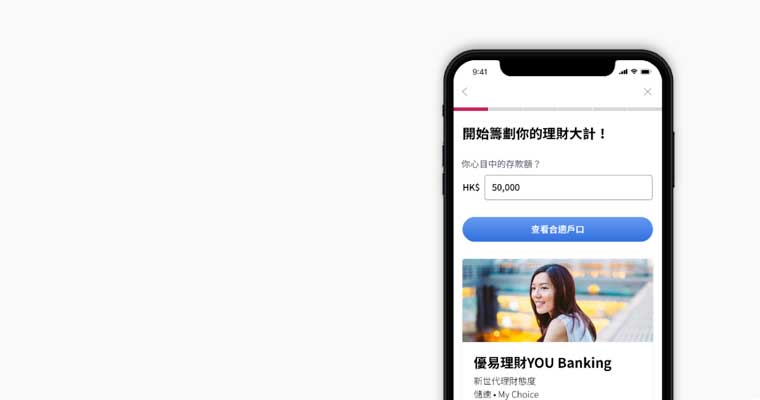 9:41
開始籌劃你的理財大計！
你心目中的存款額？
HK$ 50,000
查看合適戶口
優易理財YOU Banking
新世代理財態度
儲速 • My Choice